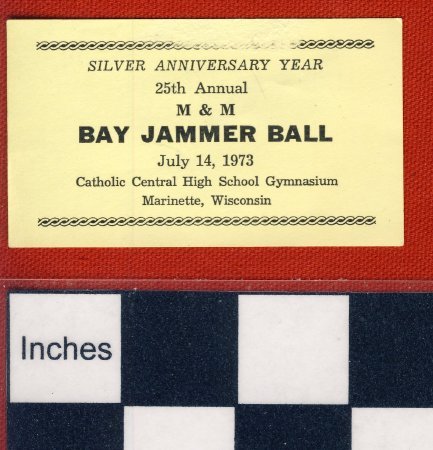 SILVER ANNIVERSARY YEAR
25th Annual
M & M
BAY JAMMER BALL
July 14, 1973
Catholic Central High School Gymnasium
Marinette, Wisconsin
Inches